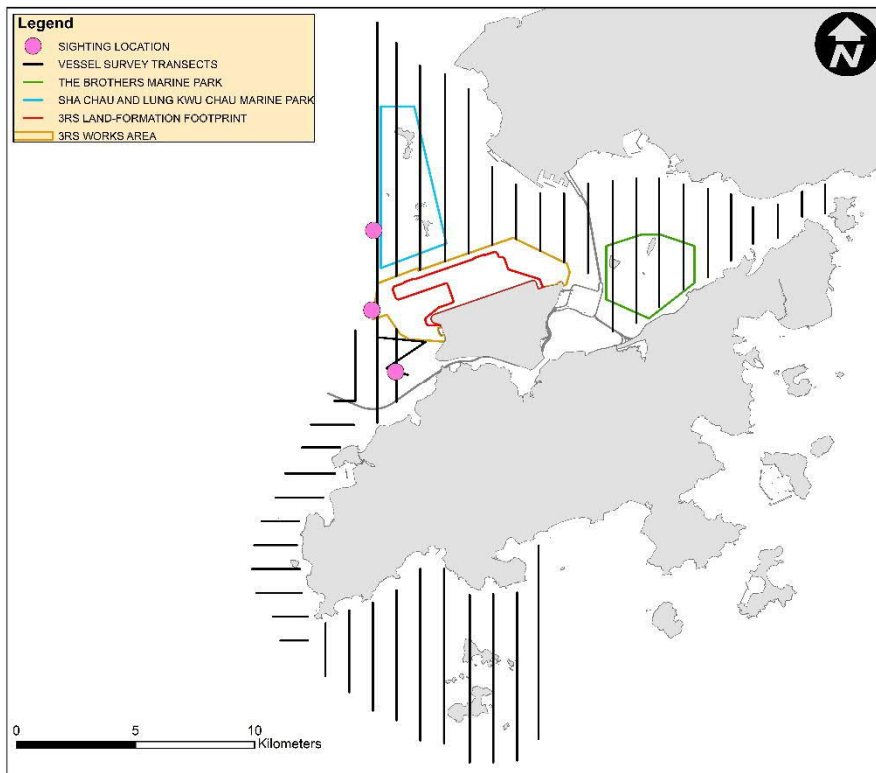 Legend
SIGHTING LOCATION
VESSEL SURVEY TRANSECTS
THE BROTHERS MARINE PARK
SHA CHAU AND LUNG KWU CHAU MARINE PARK
3RS LAND-FORMATION FOOTPRINT
3RS WORKS AREA
N
0 5 10
Kilometers